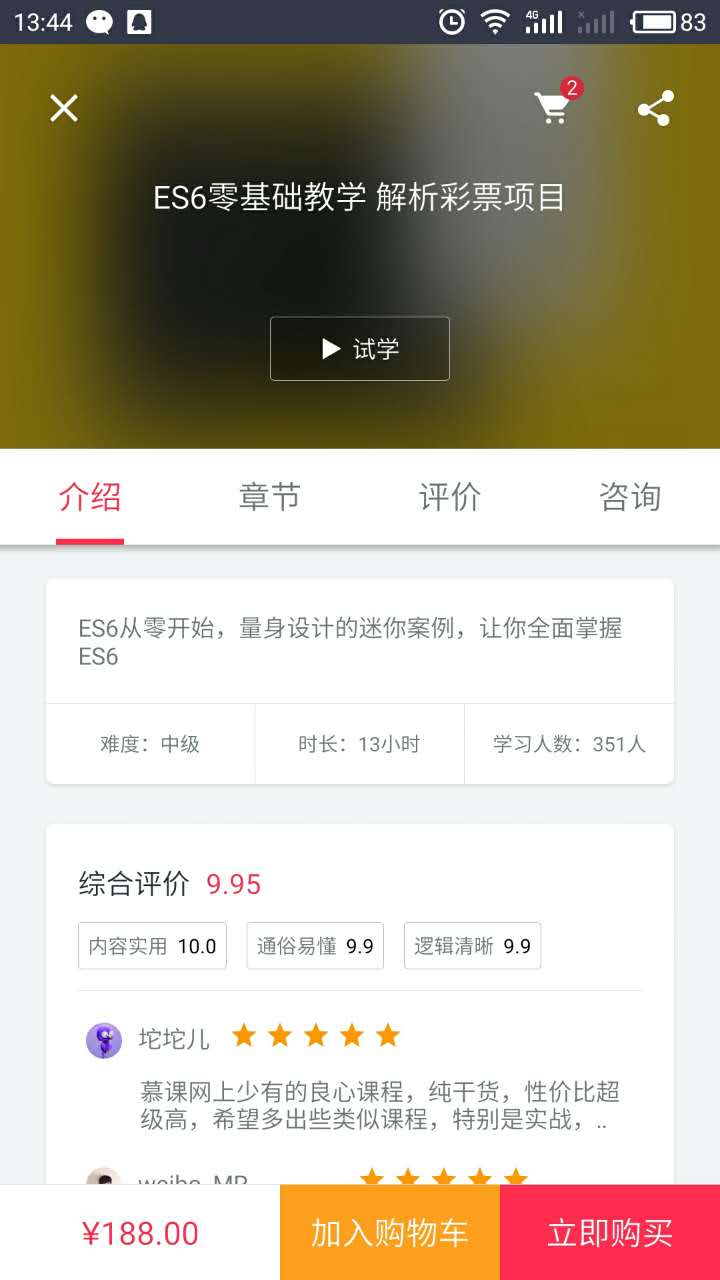 13:44
4G
83
2
ES6零基础教学 解析彩票项目
试学
介绍 章节 评价 咨询
ES6从零开始，量身设计的迷你案例，让你全面掌握
ES6
难度：中级 时长：13小时 学习人数：351人
综合评价 9.95
内容实用 10.0 通俗易懂 9.9 逻辑清晰 9.9
坨坨儿
慕课网上少有的良心课程，纯干货，性价比超
级高，希望多出些类似课程，特别是实战，..
weibo_MR
¥188.00 加入购物车 立即购买